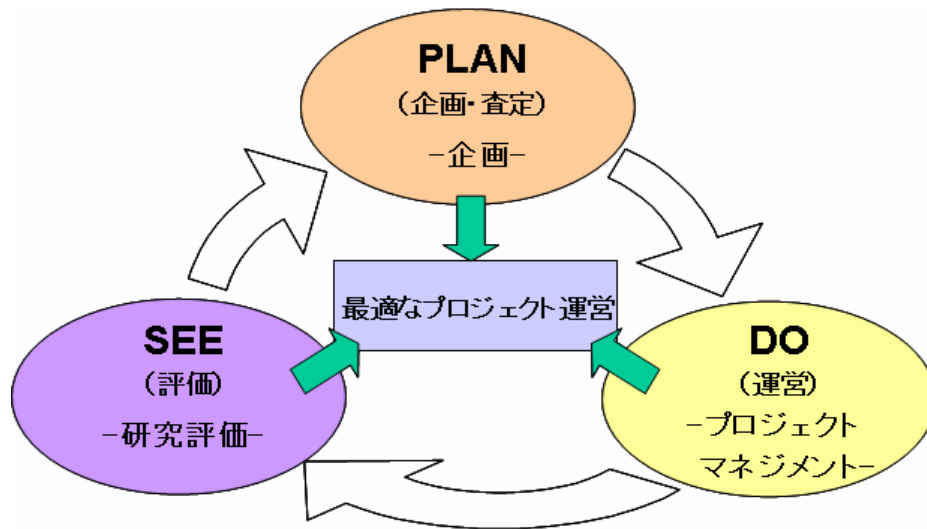 PLAN
（企画・査定）
－企画－
最適なプロジェクト運営
SEE
（評価）
－研究評価－
DO
（運営）
－プロジェクト
マネジメント－